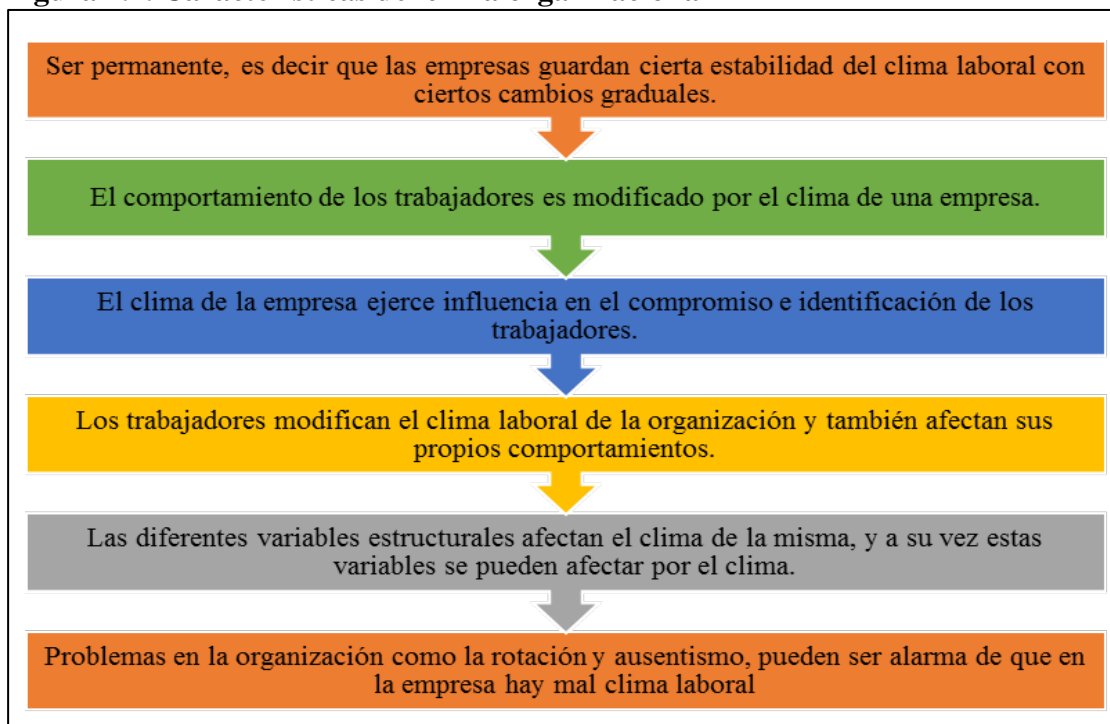 Ser permanente, es decir que las empresas guardan cierta estabilidad del clima laboral con
ciertos cambios graduales.
El comportamiento de los trabajadores es modificado por el clima de una empresa.
El clima de la empresa ejerce influencia en el compromiso e identificación de los
trabajadores.
Los trabajadores modifican el clima laboral de la organización y también afectan sus
propios comportamientos.
Las diferentes variables estructurales afectan el clima de la misma, y a su vez estas
variables se pueden afectar por el clima.
Problemas en la organización como la rotación y ausentismo, pueden ser alarma de que en
la empresa hay mal clima laboral